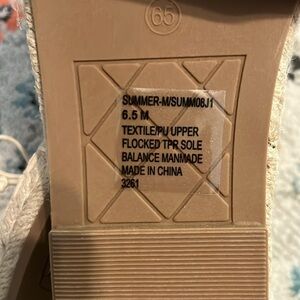 65
SUMMER-M/SUMM08J1
6.5 M
TEXTILE/PU UPPER
FLOCKED TPR SOLE
BALANCE MANMADE
MADE IN CHINA
3261